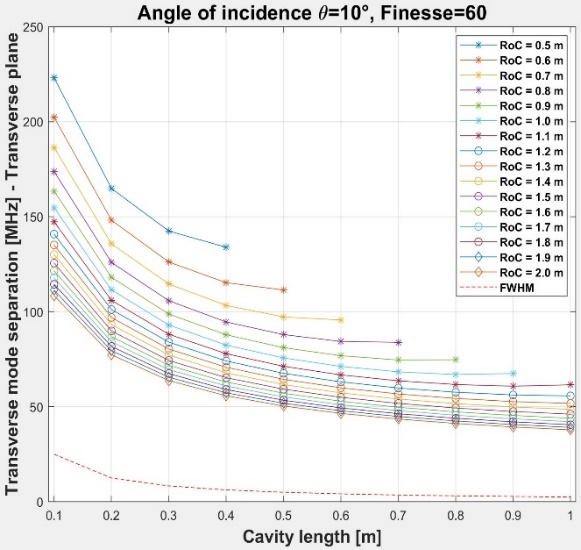 Angle of incidence θ=10°, Finesse=60
Transverse mode separation [MHz] - Transverse plane
250
200
150
100
50
0
RoC = 0.5 m
RoC = 0.6 m
RoC = 0.7 m
RoC = 0.8 m
RoC = 0.9 m
RoC = 1.0 m
RoC = 1.1 m
RoC = 1.2 m
RoC = 1.3 m
RoC = 1.4 m
RoC = 1.5 m
RoC = 1.6 m
RoC = 1.7 m
RoC = 1.8 m
RoC = 1.9 m
RoC = 2.0 m
FWHM
0.1 0.2 0.3 0.4 0.5 0.6 0.7 0.8 0.9 1
Cavity length [m]